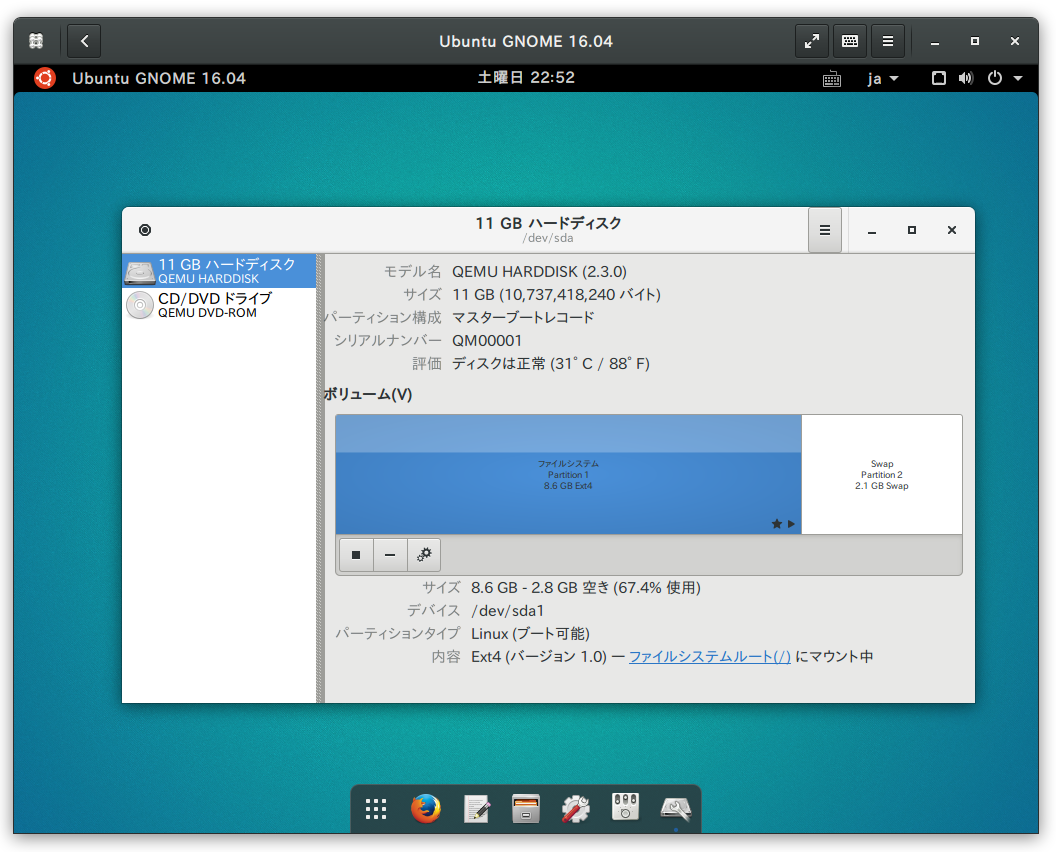 Ubuntu GNOME 16.04
Ubuntu GNOME 16.04 土曜日 22:52 ja
11 GB ハードディスク
/dev/sda
11 GB ハードディスク
QEMU HARDDISK
CD/DVD ドライブ
QEMU DVD-ROM
モデル名 QEMU HARDDISK (2.3.0)
サイズ 11 GB (10,737,418,240 バイト)
パーティション構成 マスターブートレコード
シリアルナンバー QM00001
評価 ディスクは正常 (31° C / 88° F)
ボリューム(V)
ファイルシステム
Partition 1
8.6 GB Ext4
Swap
Partition 2
2.1 GB Swap
サイズ 8.6 GB - 2.8 GB 空き (67.4% 使用)
デバイス /dev/sda1
パーティションタイプ Linux (ブート可能)
内容 Ext4 (バージョン 1.0) — ファイルシステムルート(/) にマウント中